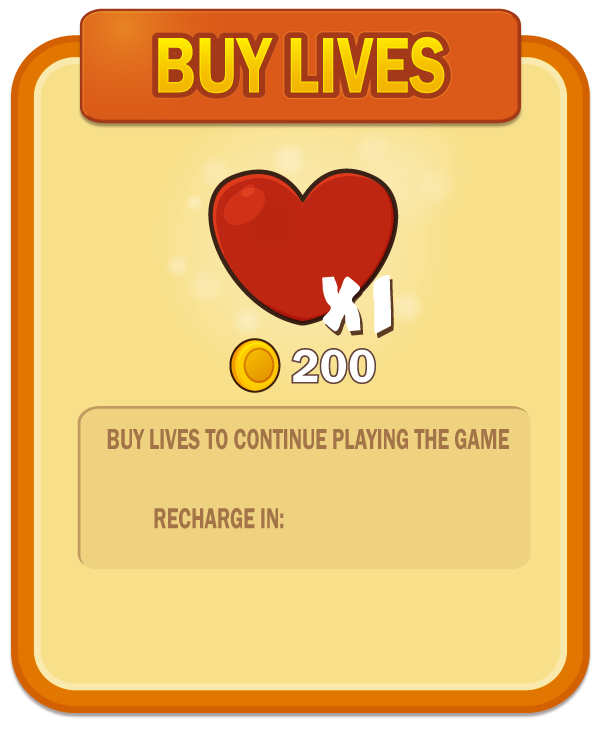 BUY LIVES
X1
200
BUY LIVES TO CONTINUE PLAYING THE GAME
RECHARGE IN: